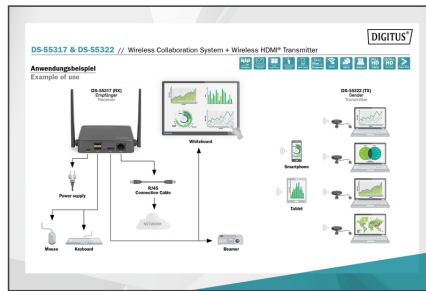 DIGITUS®
DS-55317 & DS-55322 // Wireless Collaboration System + Wireless HDMI® Transmitter
Anwendungsbeispiel
Example of use
DS-55317 (RX)
Empfänger
Receiver
DS-55322 (TX)
Sender
Transmitter
Whiteboard
Smartphone
Power supply
RJ45
Connection Cable
Tablet
NETWORK
Mouse
Keyboard
Beamer